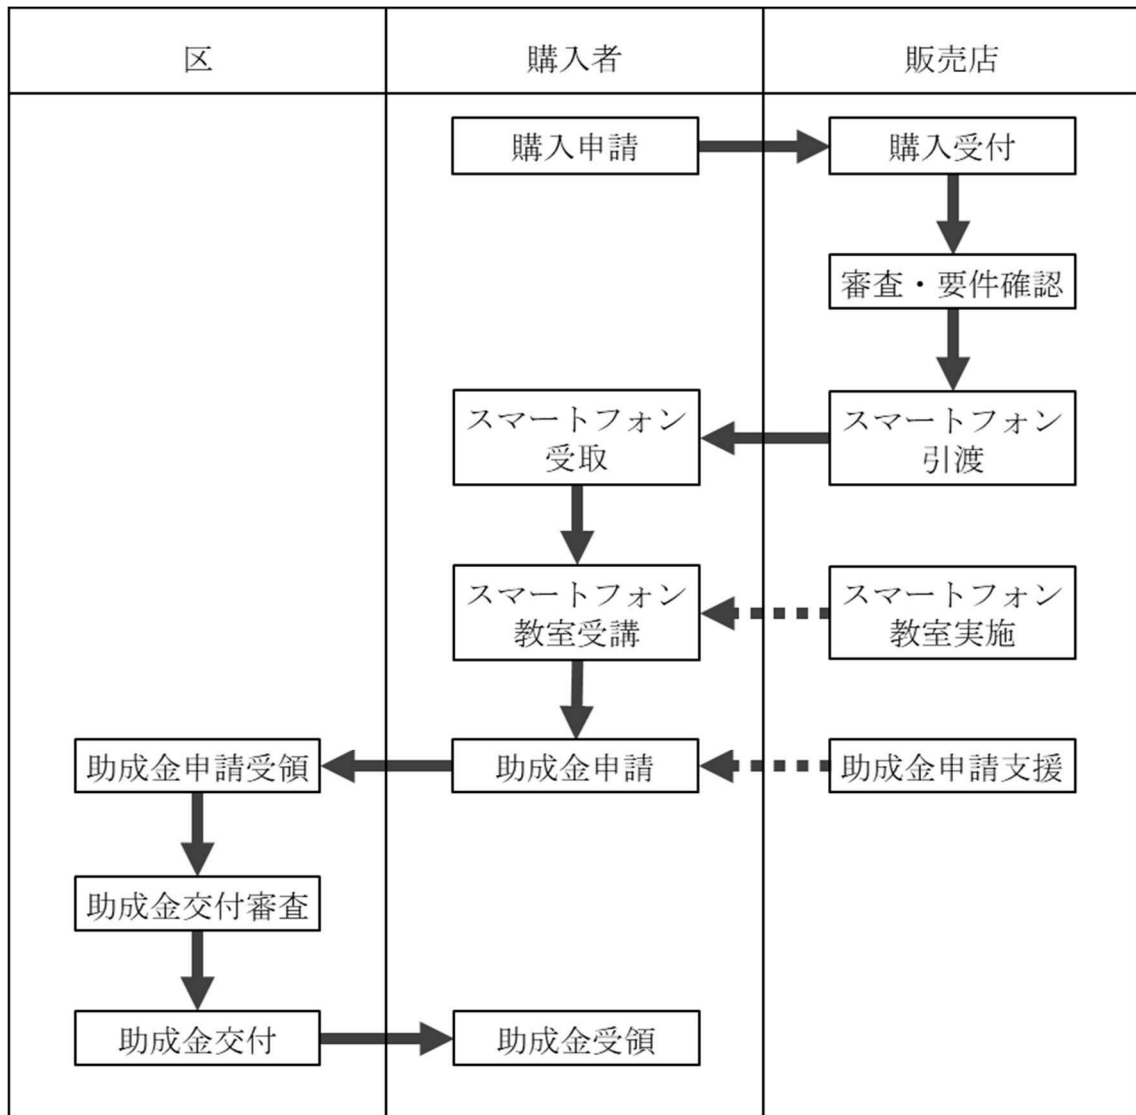 区
購入者
販売店
購入申請
購入受付
審査・要件確認
スマートフォン
受取
スマートフォン
引渡
スマートフォン
教室受講
スマートフォン
教室実施
助成金申請受領
助成金申請
助成金申請支援
助成金交付審査
助成金交付
助成金受領